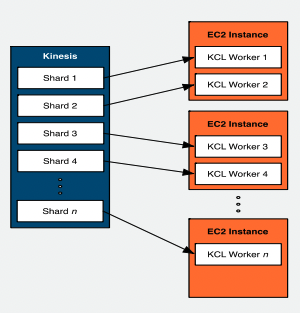 Kinesis
Shard 1
Shard 2
Shard 3
Shard 4
Shard n
EC2 Instance
KCL Worker 1
KCL Worker 2
EC2 Instance
KCL Worker 3
KCL Worker 4
EC2 Instance
KCL Worker n